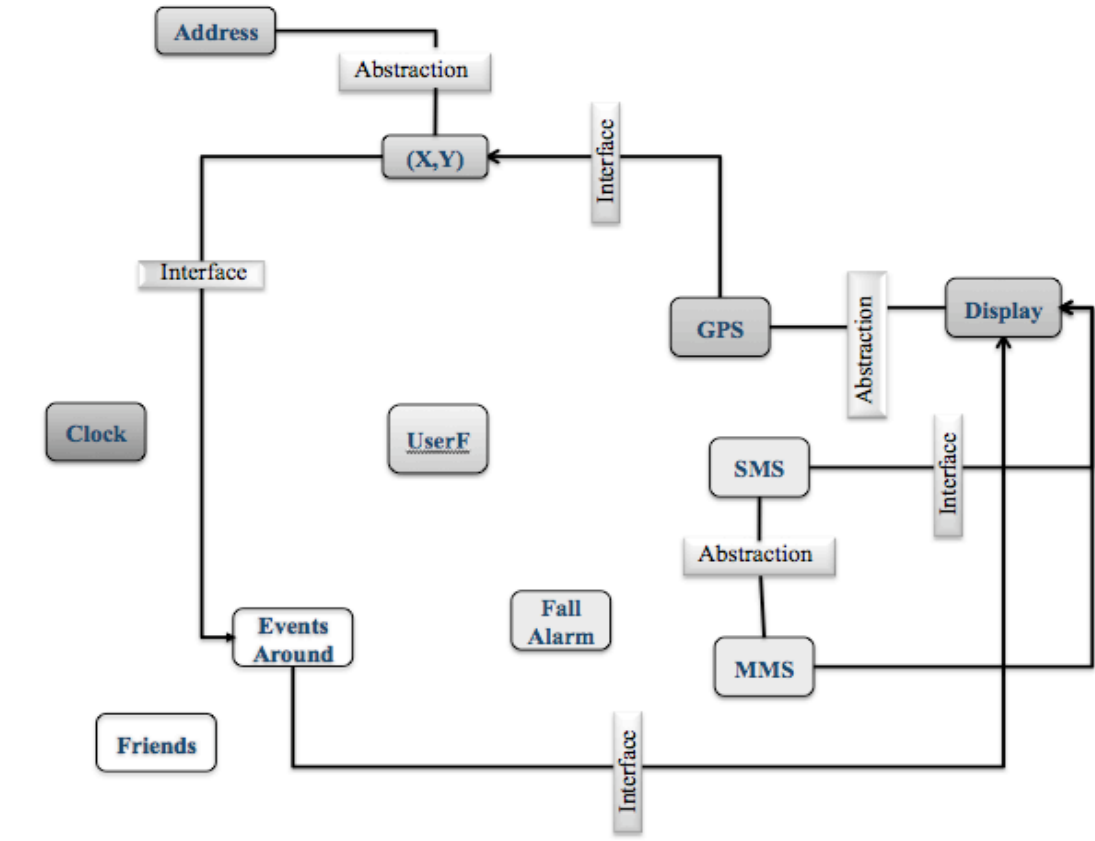 Address
Abstraction
(X,Y)
Interface
Interface
GPS
Abstraction
Display
Clock
UserF
SMS
Interface
Abstraction
Fall
Alarm
Events
Around
MMS
Friends
Interface